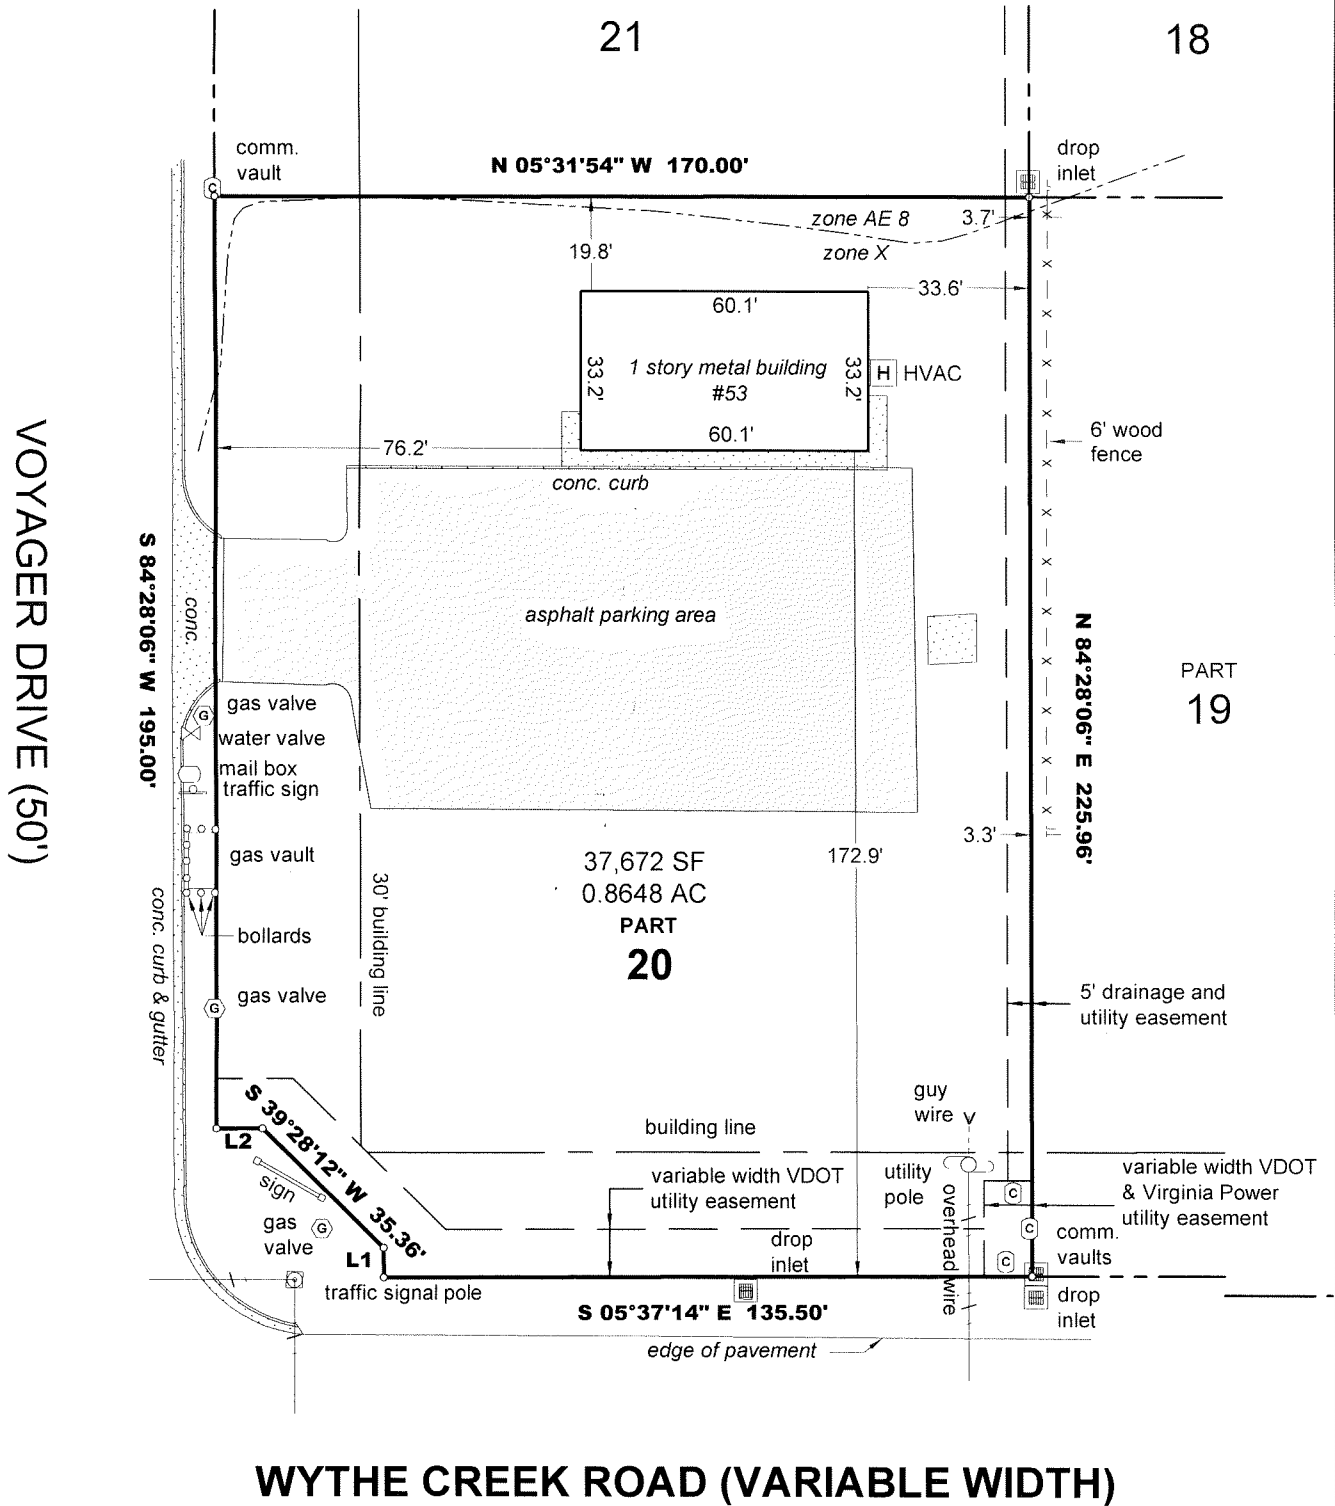 21
18
comm.
vault
N 05°31'54" W 170.00'
drop
inlet
C
zone AE 8
3.7'
zone X
19.8'
33.6'
60.1'
33.2'
1 story metal building
#53
33.2'
H HVAC
60.1'
76.2'
6' wood
fence
conc. curb
VOYAGER DRIVE (50')
S 84°28'06" W 195.00'
conc.
asphalt parking area
N 84°28'06" E 225.96'
PART
19
gas valve
G
water valve
mail box
traffic sign
gas vault
3.3'
172.9'
37,672 SF
0.8648 AC
PART
20
30' building line
conc. curb & gutter
bollards
gas valve
G
5' drainage and
utility easement
S 39°28'12" W 35.36'
guy
wire
building line
L2
sign
variable width VDOT
utility easement
utility
pole
overhead wire
variable width VDOT
& Virginia Power
utility easement
C
C
C
gas
valve
G
L1
drop
inlet
comm.
vaults
traffic signal pole
S 05°37'14" E 135.50'
drop
inlet
edge of pavement
WYTHE CREEK ROAD (VARIABLE WIDTH)